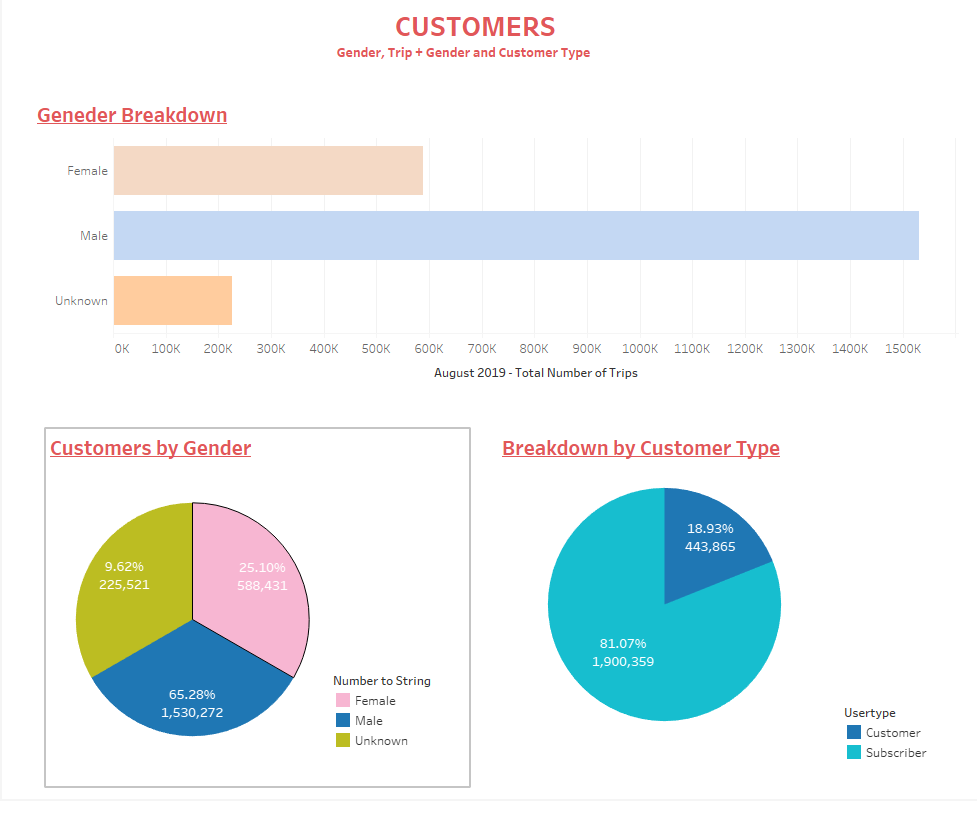 CUSTOMERS
Gender, Trip + Gender and Customer Type
Geneder Breakdown
Female
Male
Unknown
0K 100K 200K 300K 400K 500K 600K 700K 800K 900K 1000K 1100K 1200K 1300K 1400K 1500K
August 2019 - Total Number of Trips
Customers by Gender
9.62%
225,521
25.10%
588,431
65.28%
1,530,272
Number to String
Female
Male
Unknown
Breakdown by Customer Type
18.93%
443,865
81.07%
1,900,359
Usertype
Customer
Subscriber